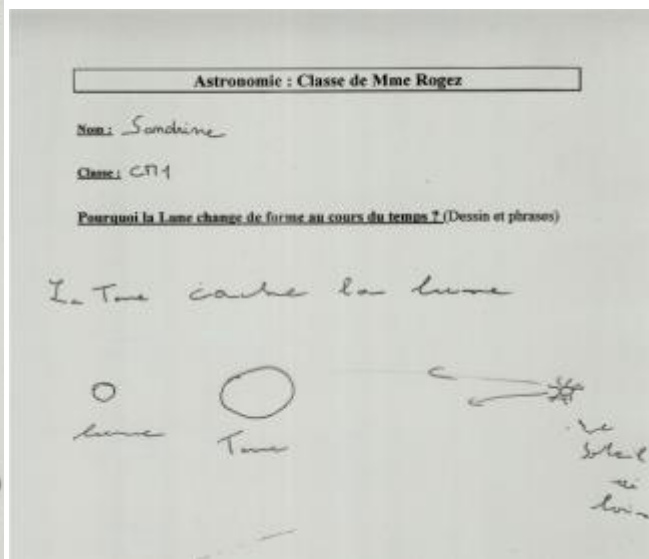 Astronomie : Classe de Mme Rogez
Nom : Sandrine
Classe : CM1
Pourquoi la Lune change de forme au cours du temps ? (Dessin et phrases)
La Terre cache la lune
lune
Terre
Le
Soleil